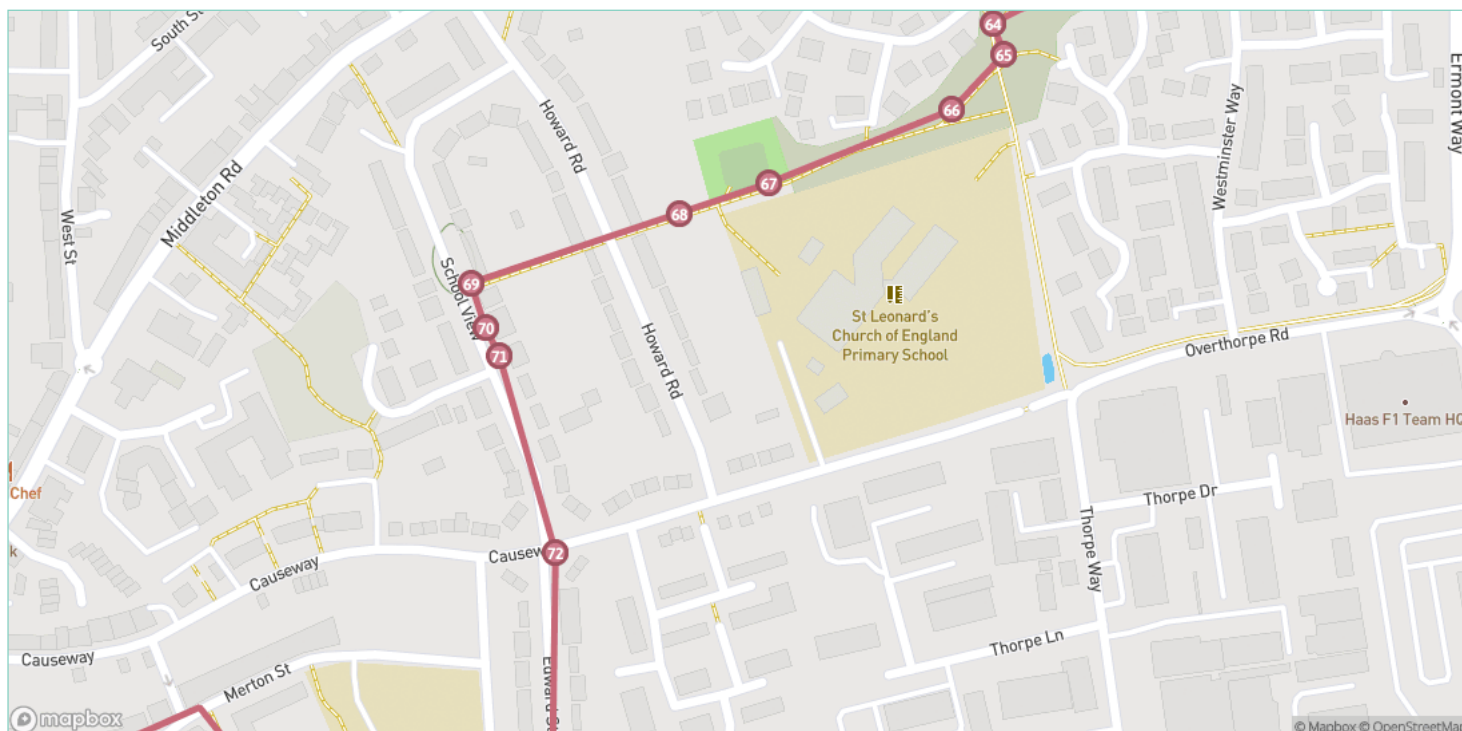 South St
64
65
66
67
68
69
70
71
72
Howard Rd
Middleton Rd
West St
School View
Howard Rd
Westminster Way
Ermont Way
St Leonard's
Church of England
Primary School
Overthorpe Rd
Haas F1 Team HQ
Chef
k
Thorpe Dr
Thorpe Way
Causeway
Causew
Causeway
Thorpe Ln
Merton St
Edward S
mapbox
© Mapbox © OpenStreetMap